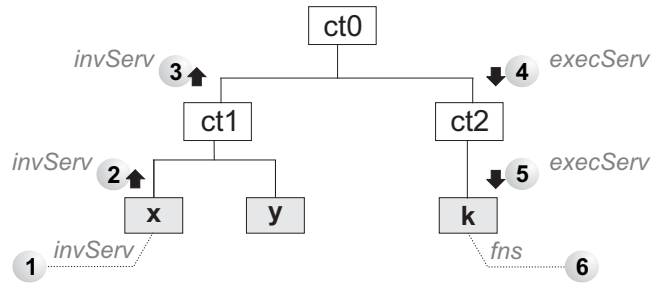 ct0
invServ 3 4 execServ
ct1 ct2
invServ 2 5 execServ
x y k
invServ fns
1 6